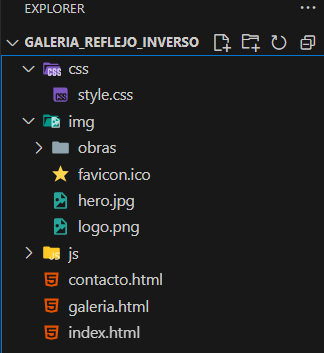 EXPLORER
GALERIA_REFLEJO_INVERSO
css
style.css
img
obras
favicon.ico
hero.jpg
logo.png
js
contacto.html
galeria.html
index.html